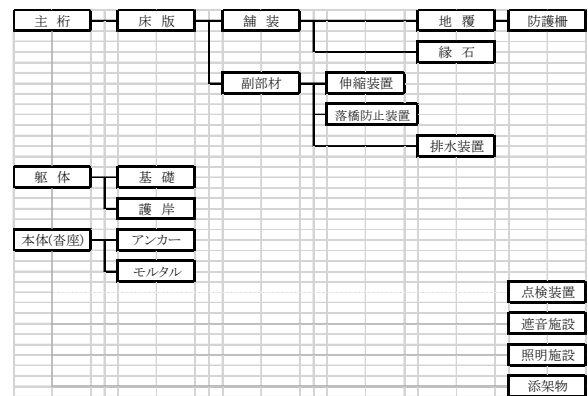 主 桁 床 版 舗 装 地 覆 防護柵
縁 石
副部材 伸縮装置
落橋防止装置
排水装置
躯 体 基 礎
護 岸
本体(沓座) アンカー
モルタル
点検装置
遮音施設
照明施設
添架物